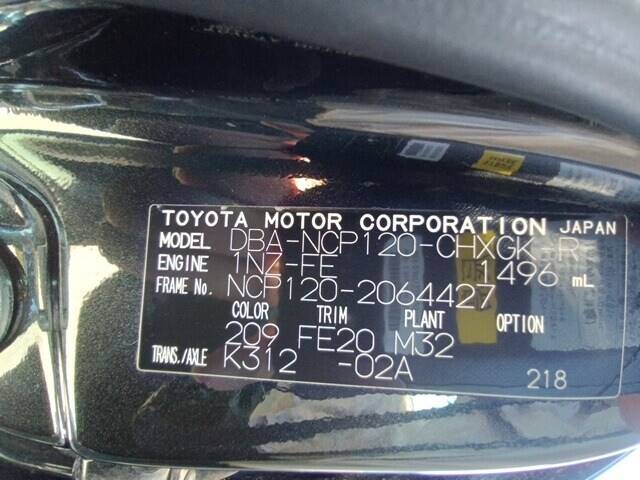 TOYOTA MOTOR CORPORATION JAPAN
MODEL DBA-NCP120-CHXGK-R
ENGINE 1NZ-FE 1496 mL
FRAME No. NCP120-2064427
COLOR TRIM PLANT OPTION
209 FE20 M32
TRANS./AXLE K312 -02A
218